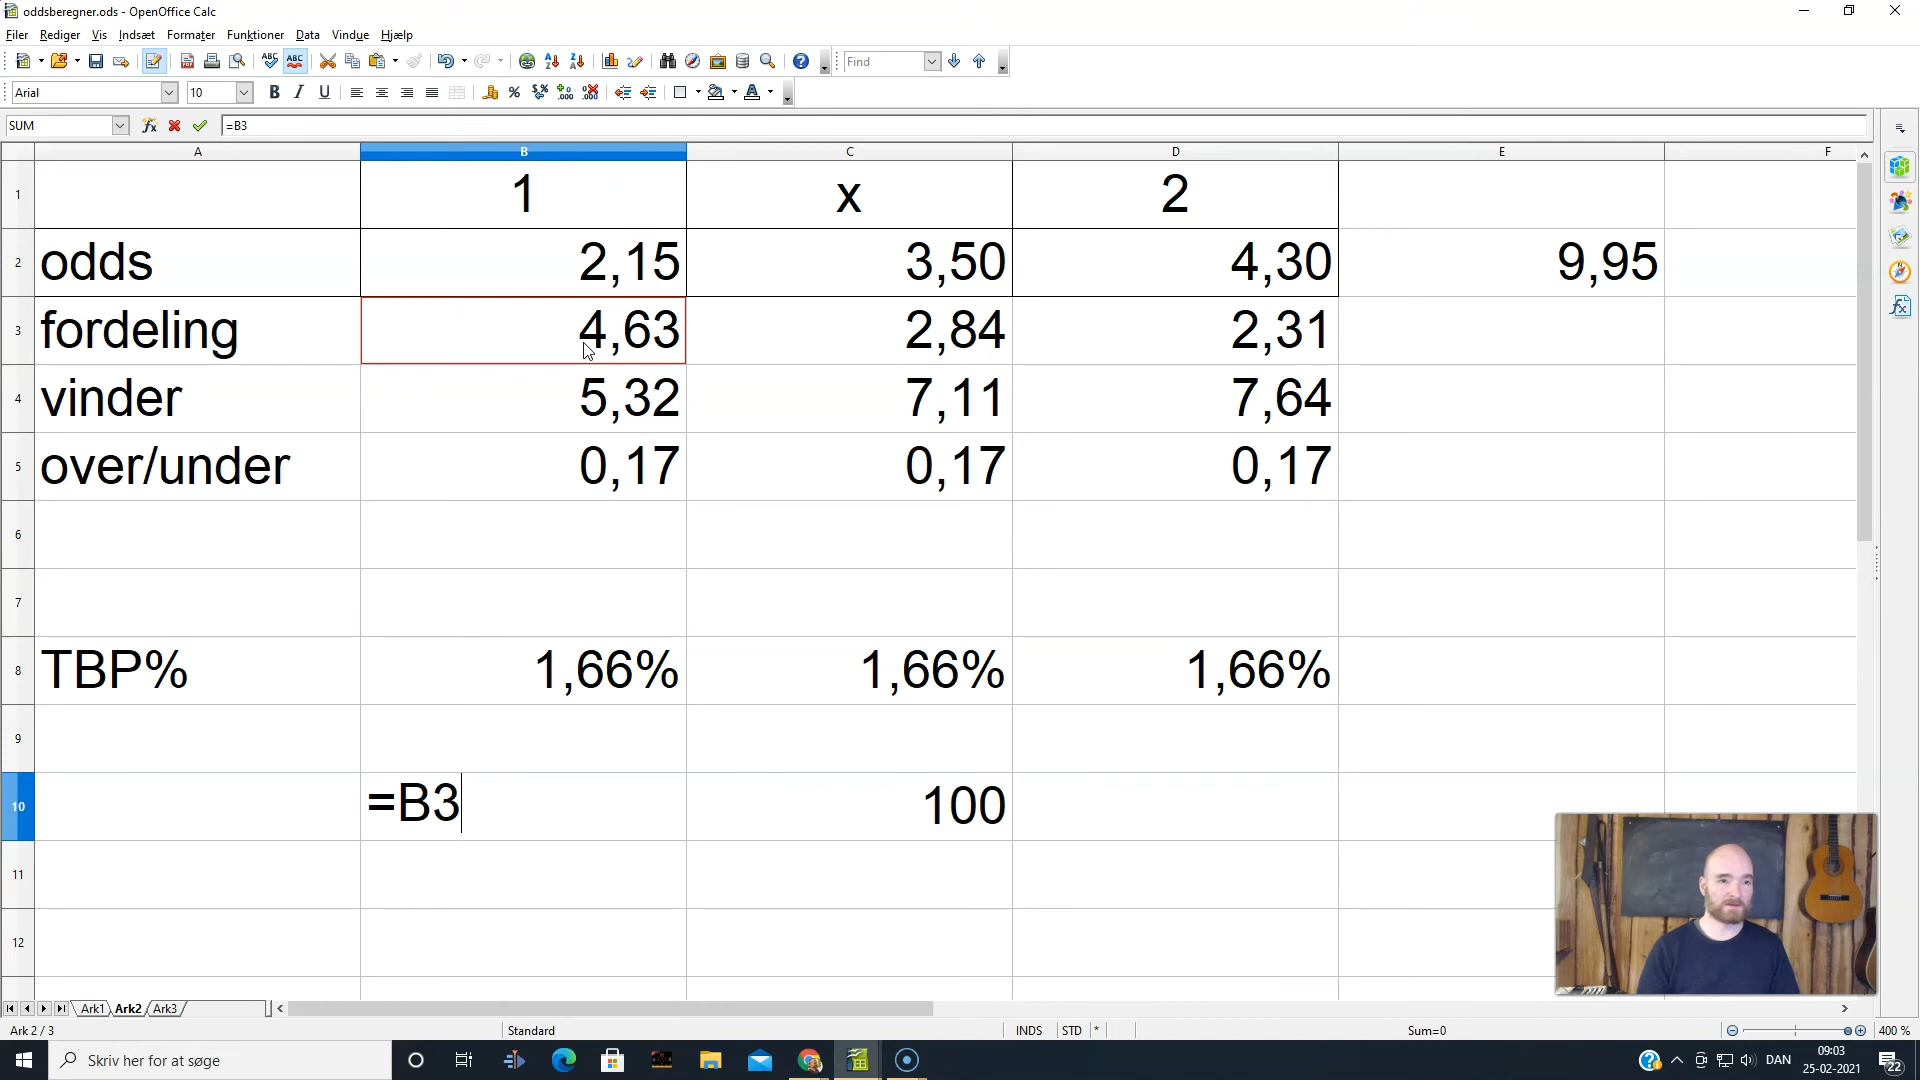 oddsberegner.ods - OpenOffice Calc
Filer Rediger Vis Indsæt Formater Funktioner Data Vindue Hjælp
Find
Arial 10
SUM =B3
A B C D E F
1 1 x 2
2 odds 2,15 3,50 4,30 9,95
3 fordeling 4,63 2,84 2,31
4 vinder 5,32 7,11 7,64
5 over/under 0,17 0,17 0,17
6
7
8 TBP% 1,66% 1,66% 1,66%
9
10 =B3 100
11
12
Ark1 Ark2 Ark3
Ark 2 / 3 Standard INDS STD * Sum=0 400 %
Skriv her for at søge
DAN 09:03
25-02-2021 22